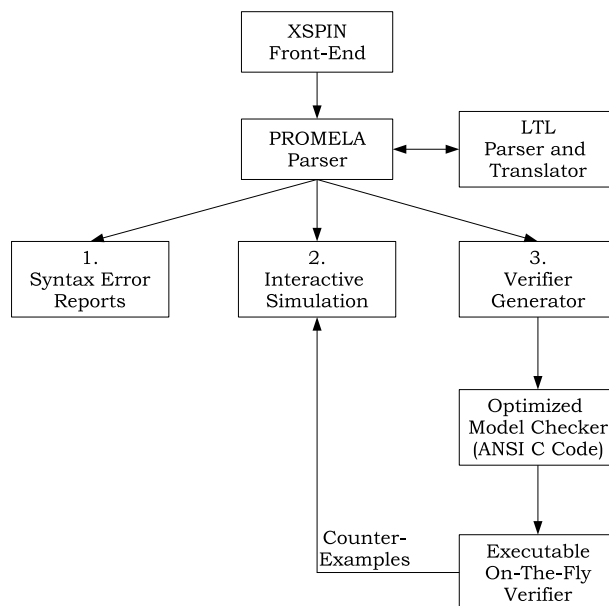 XSPIN
Front-End
PROMELA
Parser
LTL
Parser and
Translator
1.
Syntax Error
Reports
2.
Interactive
Simulation
3.
Verifier
Generator
Optimized
Model Checker
(ANSI C Code)
Counter-
Examples
Executable
On-The-Fly
Verifier